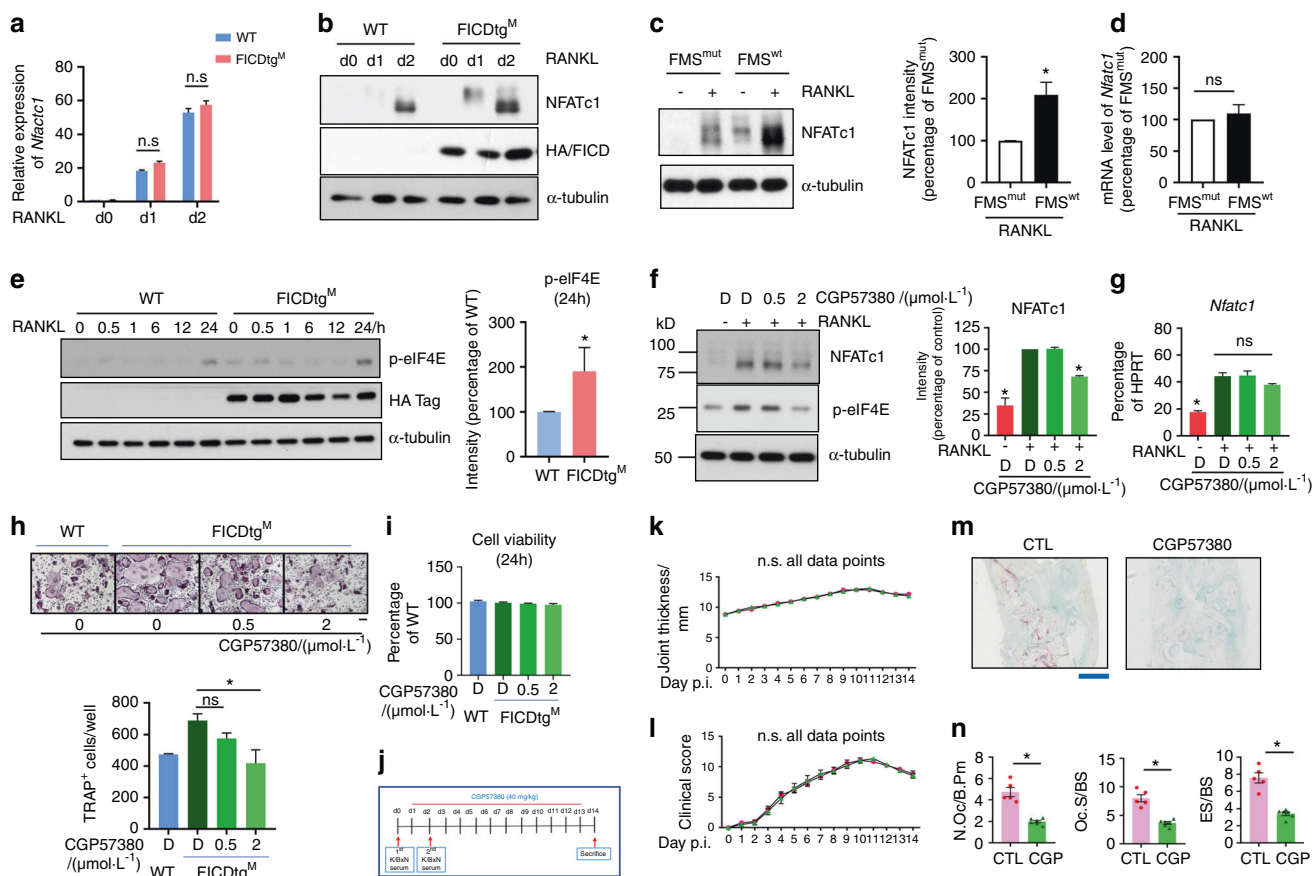 a
WT
FICDtg^M
Relative expression
of Nfactc1
80
60
40
20
0
n.s
n.s
RANKL
d0
d1
d2
b
WT
FICDtg^M
d0 d1 d2 d0 d1 d2 RANKL
NFATc1
HA/FICD
α-tubulin
c
FMS^mut FMS^wt
- + - + RANKL
NFATc1
α-tubulin
NFATc1 intensity
(percentage of FMS^mut)
300
200
100
0
*
FMS^mut FMS^wt
RANKL
d
mRNA level of Nfatc1
(percentage of FMS^mut)
200
150
100
50
0
ns
FMS^mut FMS^wt
RANKL
e
WT
FICDtg^M
RANKL 0 0.5 1 6 12 24 0 0.5 1 6 12 24/h
p-eIF4E
HA Tag
α-tubulin
p-eIF4E
(24h)
Intensity (percentage of WT)
300
200
100
0
*
WT FICDtg^M
f
D D 0.5 2 CGP57380 /(μmol·L⁻¹)
kD - + + + RANKL
100
75
25
50
NFATc1
p-eIF4E
α-tubulin
NFATc1
Intensity
(percentage of control)
125
100
75
50
25
0
*
*
RANKL - + + +
D D 0.5 2
CGP57380/(μmol·L⁻¹)
g
Nfatc1
Percentage
of HPRT
80
60
40
20
0
ns
*
RANKL - + + +
D D 0.5 2
CGP57380/(μmol·L⁻¹)
h
WT
FICDtg^M
0 0 0.5 2
CGP57380/(μmol·L⁻¹)
TRAP⁺ cells/well
800
600
400
200
0
*
ns
CGP57380
/(μmol·L⁻¹)
D D 0.5 2
WT FICDtg^M
i
Cell viability
(24h)
Percentage
of WT
150
100
50
0
CGP57380
/(μmol·L⁻¹)
D D 0.5 2
WT FICDtg^M
j
CGP57380 (40 mg/kg)
d0 d1 d2 d3 d4 d5 d6 d7 d8 d9 d10 d11 d12 d13 d14
1st
K/BxN
serum
2nd
K/BxN
serum
Sacrifice
k
n.s. all data points
Joint thickness/
mm
15
10
5
0
Day p.i. 0 1 2 3 4 5 6 7 8 9 10 11 12 13 14
l
n.s. all data points
Clinical score
15
10
5
0
Day p.i. 0 1 2 3 4 5 6 7 8 9 10 11 12 13 14
m
CTL
CGP57380
n
N.Oc/B.Pm
8
6
4
2
0
*
CTL CGP
Oc. S/BS
15
10
5
0
*
CTL CGP
ES/BS
10
8
6
4
2
0
*
CTL CGP